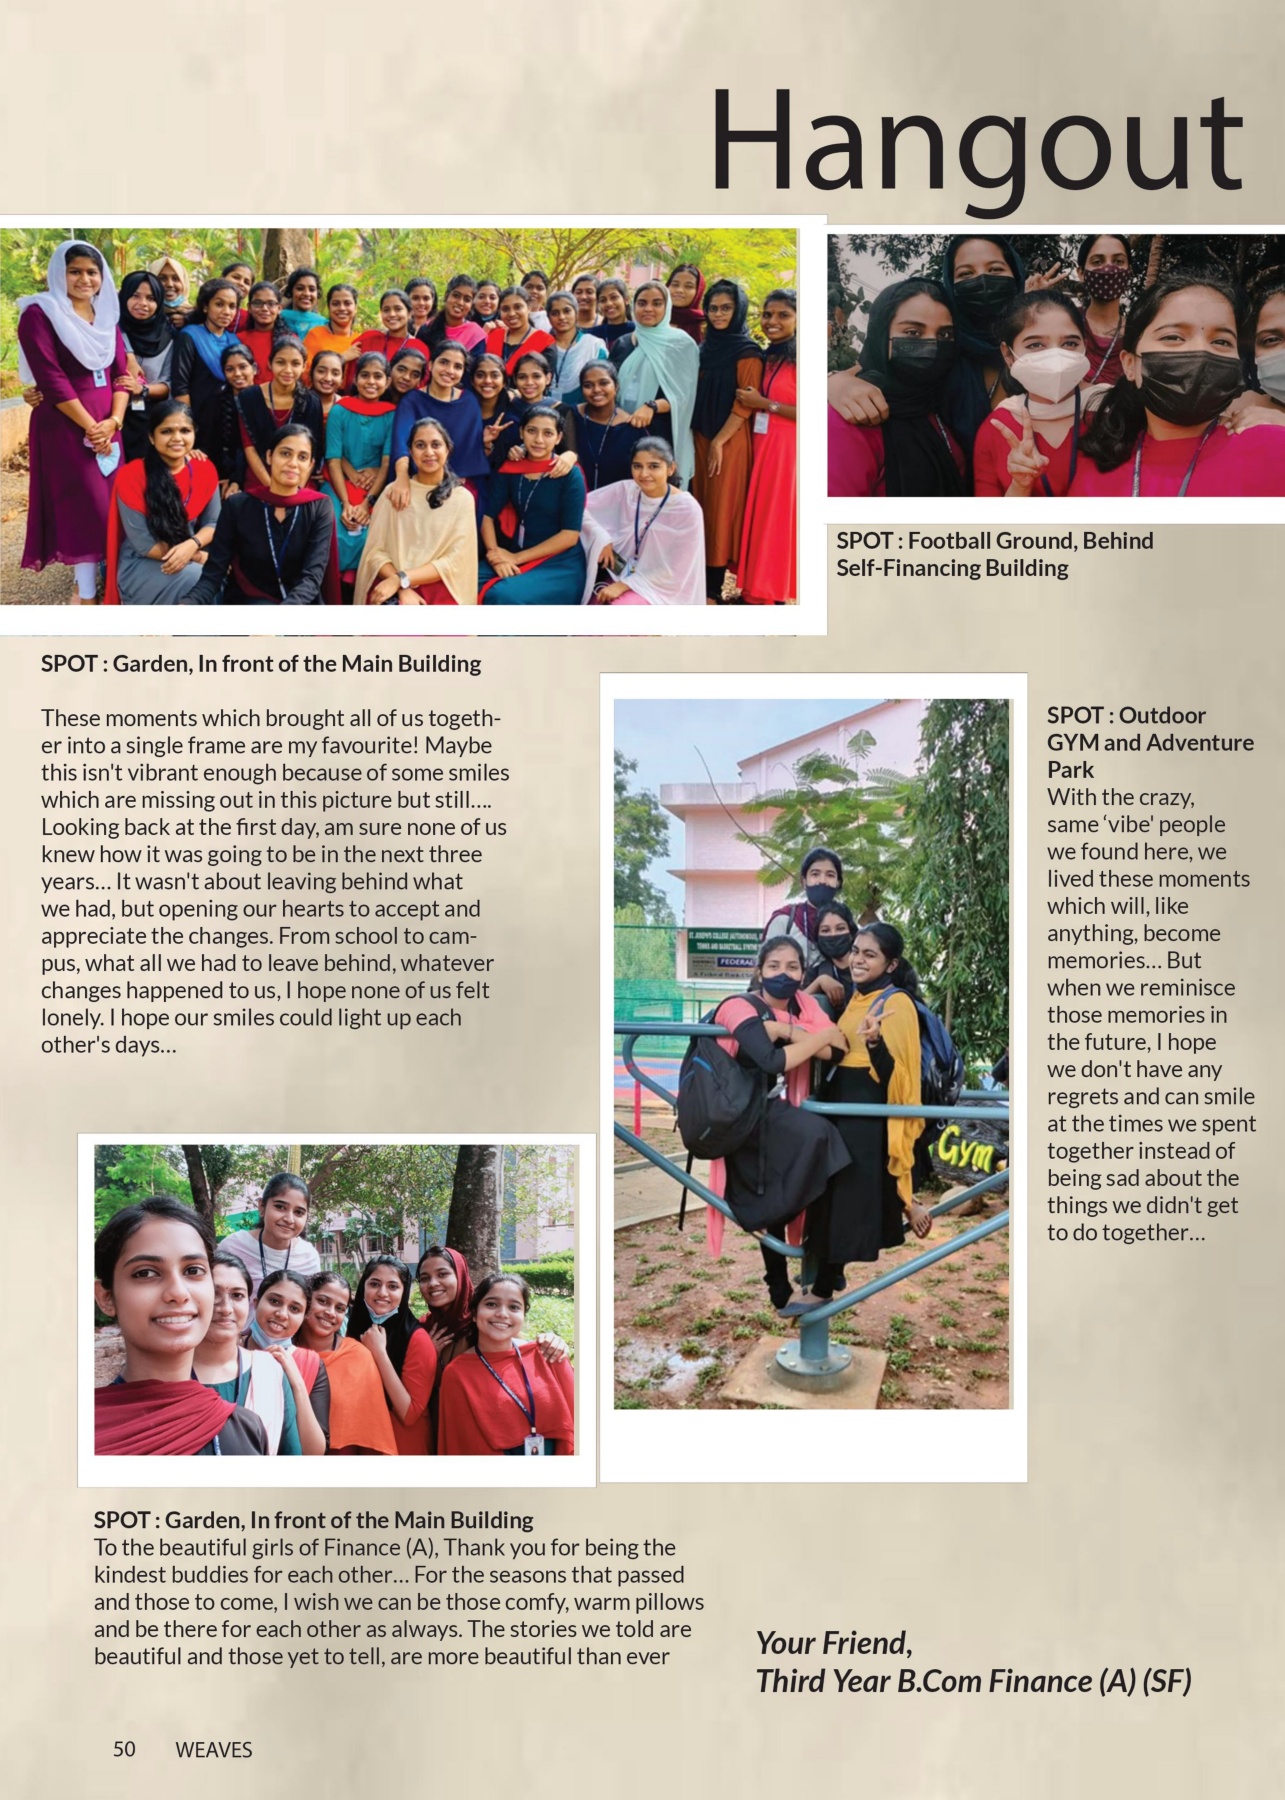 Hangout
SPOT : Football Ground, Behind
Self-Financing Building
SPOT : Garden, In front of the Main Building
These moments which brought all of us togeth-
er into a single frame are my favourite! Maybe
this isn't vibrant enough because of some smiles
which are missing out in this picture but still....
Looking back at the first day, am sure none of us
knew how it was going to be in the next three
years... It wasn't about leaving behind what
we had, but opening our hearts to accept and
appreciate the changes. From school to cam-
pus, what all we had to leave behind, whatever
changes happened to us, I hope none of us felt
lonely. I hope our smiles could light up each
other's days...
SPOT : Outdoor
GYM and Adventure
Park
With the crazy,
same ‘vibe' people
we found here, we
lived these moments
which will, like
anything, become
memories... But
when we reminisce
those memories in
the future, I hope
we don't have any
regrets and can smile
at the times we spent
together instead of
being sad about the
things we didn't get
to do together...
ST. JOSEPH'S COLLEGE (AUTONOMOUS),
TENNIS AND BASKETBALL
FEDERAL
Gym
SPOT : Garden, In front of the Main Building
To the beautiful girls of Finance (A), Thank you for being the
kindest buddies for each other... For the seasons that passed
and those to come, I wish we can be those comfy, warm pillows
and be there for each other as always. The stories we told are
beautiful and those yet to tell, are more beautiful than ever
Your Friend,
Third Year B.Com Finance (A) (SF)
50 WEAVES